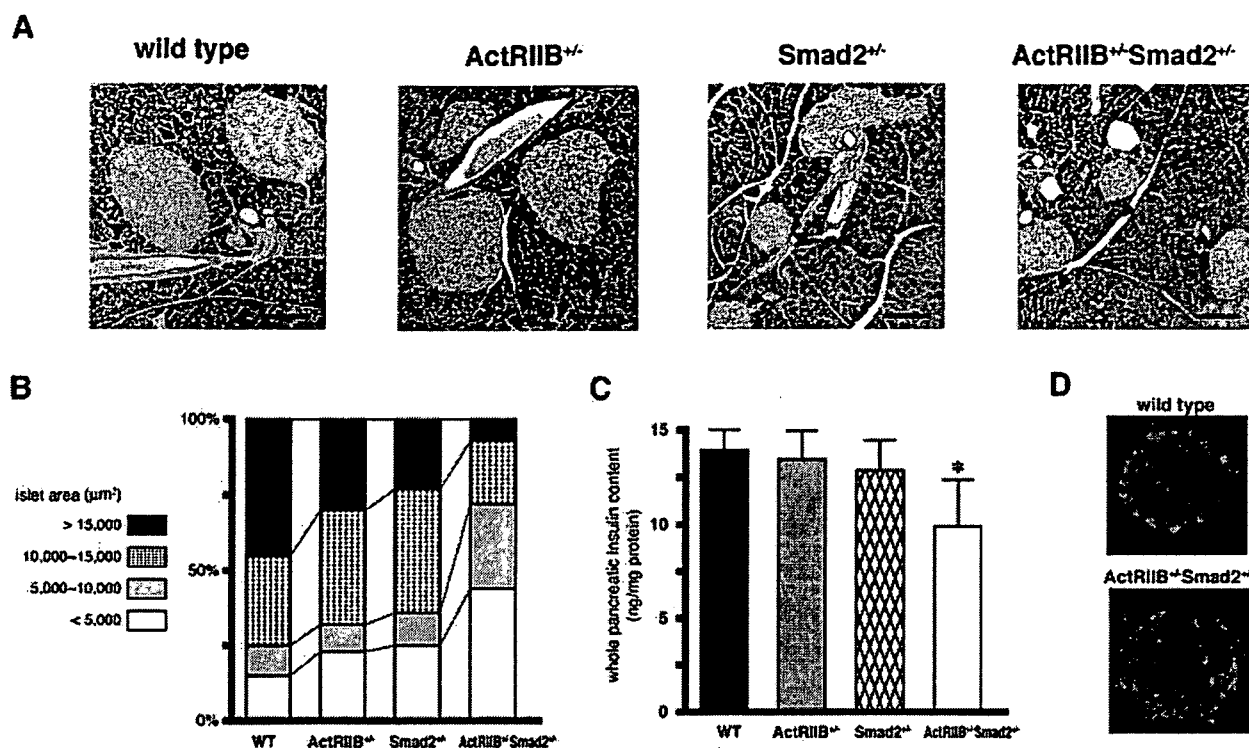 A
wild type
ActRIIB+/-
Smad2+/-
ActRIIB+/-Smad2+/-
B
100%
50%
0%
islet area (µm²)
> 15,000
10,000–15,000
5,000–10,000
< 5,000
WT
ActRIIB+/-
Smad2+/-
ActRIIB+/-Smad2+/-
C
whole pancreatic insulin content
(ng/mg protein)
15
10
5
0
*
WT
ActRIIB+/-
Smad2+/-
ActRIIB+/-Smad2+/-
D
wild type
ActRIIB+/-Smad2+/-